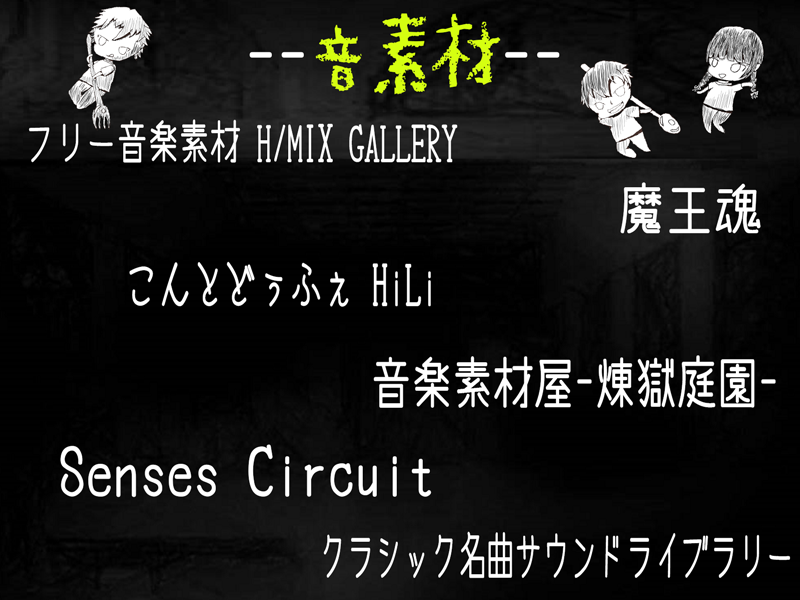 --音素材--
フリー音楽素材 H/MIX GALLERY
魔王魂
こんとどぅふぇ HiLi
音楽素材屋-煉獄庭園-
Senses Circuit
クラシック名曲サウンドライブラリー